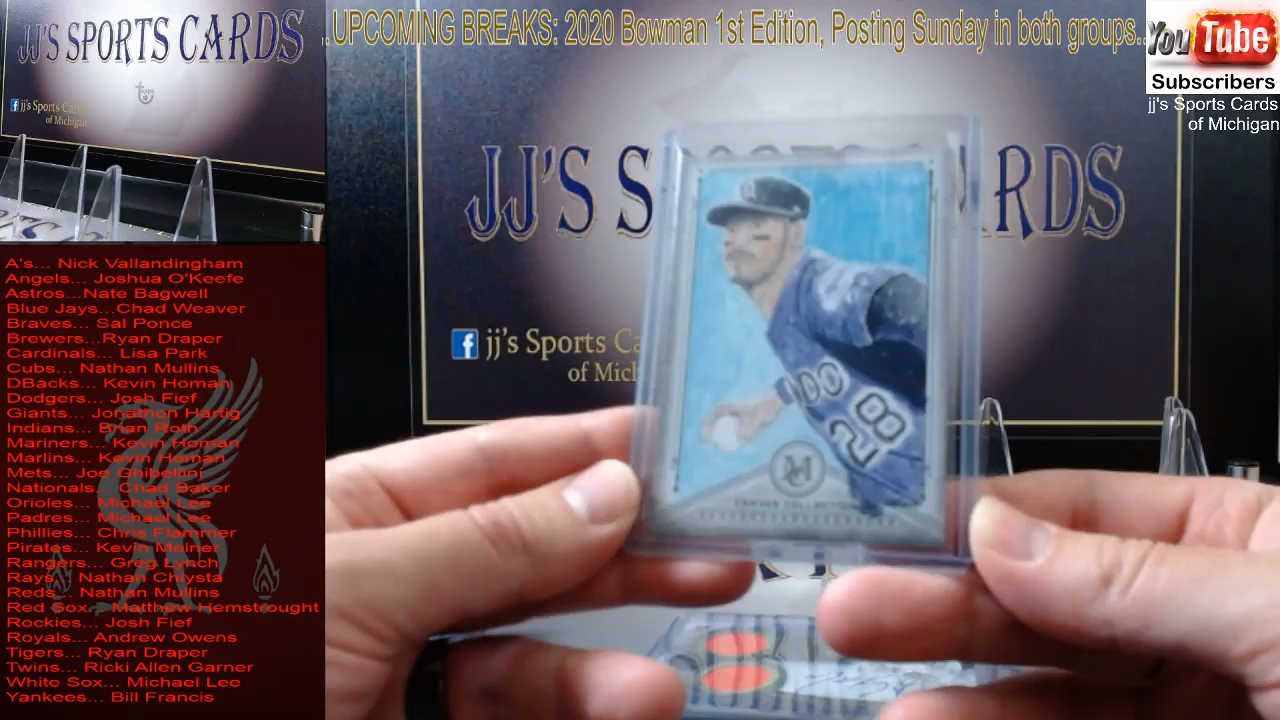 JJ'S SPORTS CARDS
jj's Sports Cards
of Michigan
..UPCOMING BREAKS: 2020 Bowman 1st Edition, Posting Sunday in both groups...
YouTube
Subscribers
jj's Sports Cards
of Michigan
JJ'S S
RDS
jj's Sports Ca
of Mich
DO
28
M
CANVAS COLLECTION
A's... Nick Vallandingham
Angels... Joshua O'Keefe
Astros...Nate Bagwell
Blue Jays...Chad Weaver
Braves... Sal Ponce
Brewers...Ryan Draper
Cardinals... Lisa Park
Cubs... Nathan Mullins
DBacks... Kevin Homan
Dodgers... Josh Fief
Giants... Jonathon Hartig
Indians... Brian Roth
Mariners... Kevin Homan
Marlins... Kevin Homan
Mets... Joe Ghibellini
Nationals... Chad Baker
Orioles... Michael Lee
Padres... Michael Lee
Phillies... Chris Flammer
Pirates... Kevin Molner
Rangers... Greg Lynch
Rays... Nathan Chlysta
Reds... Nathan Mullins
Red Sox... Matthew Hemstrought
Rockies... Josh Fief
Royals... Andrew Owens
Tigers... Ryan Draper
Twins... Ricki Allen Garner
White Sox... Michael Lee
Yankees... Bill Francis